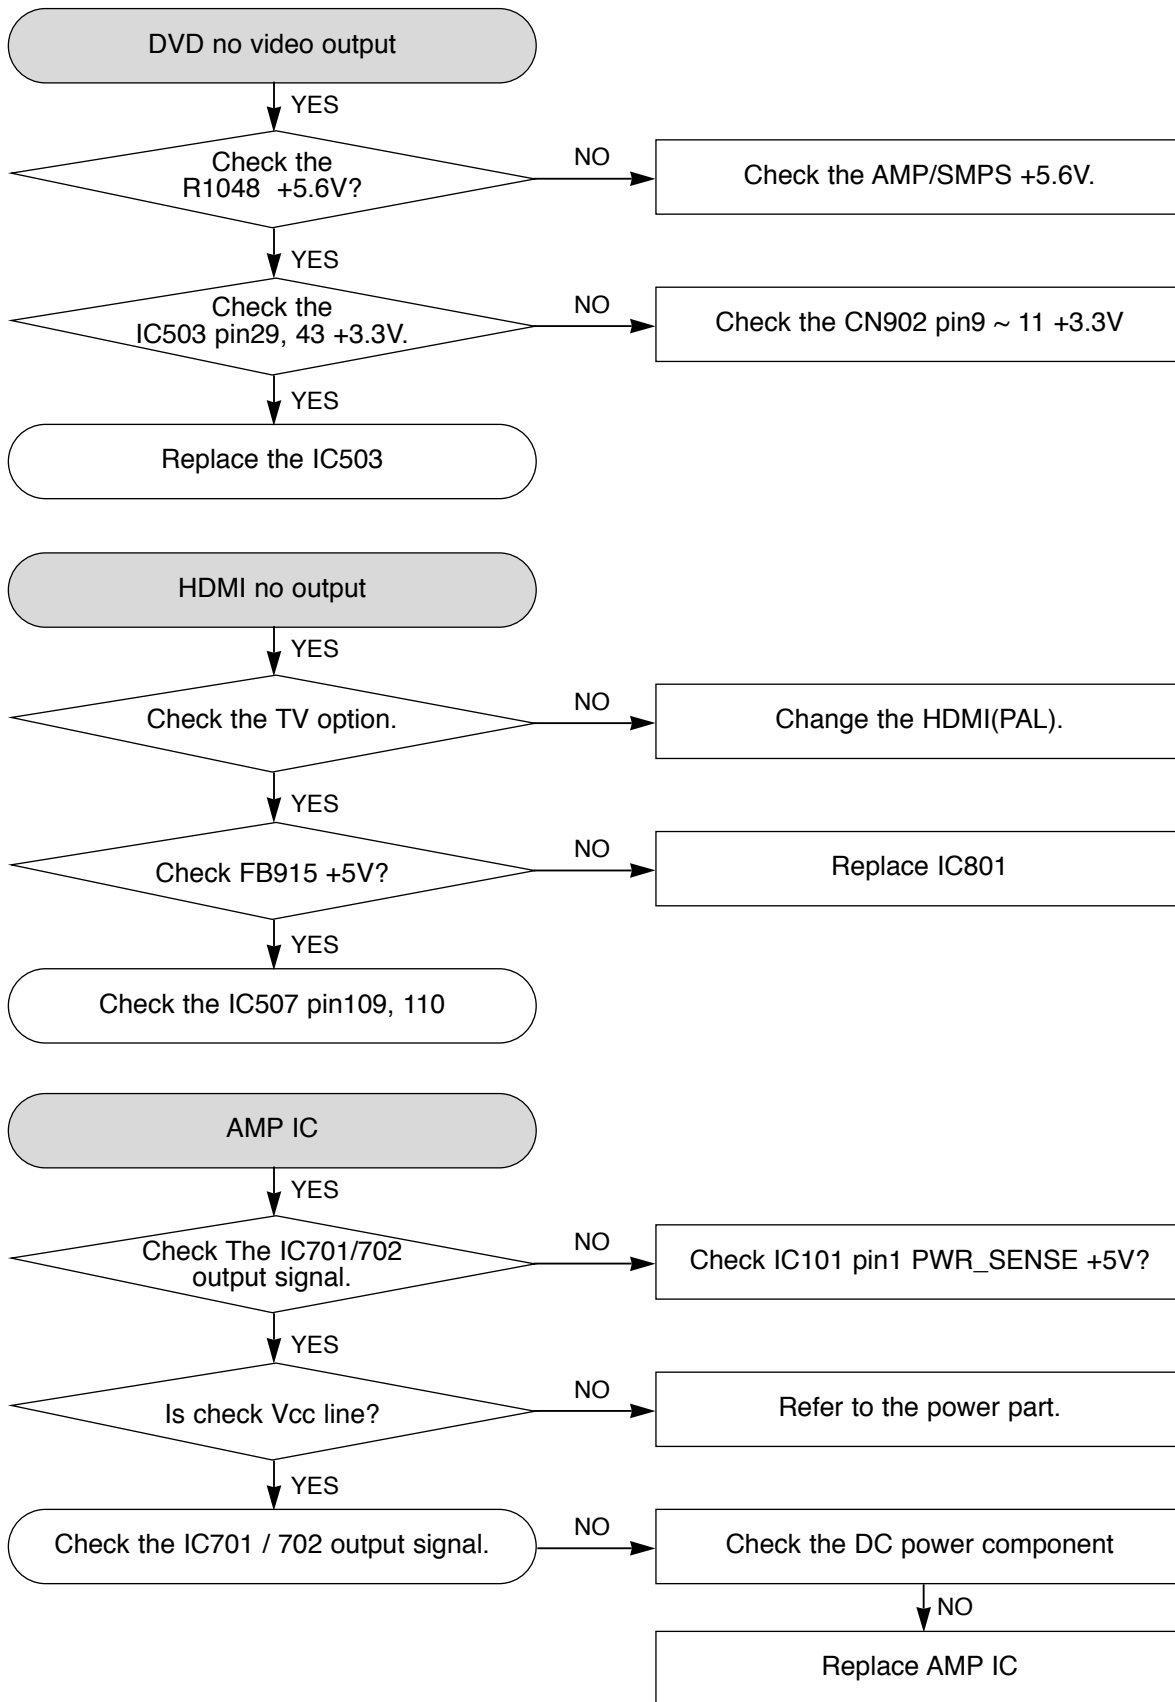 DVD no video output
YES
Check the
R1048 +5.6V?
NO
Check the AMP/SMPS +5.6V.
YES
Check the
IC503 pin29, 43 +3.3V.
NO
Check the CN902 pin9 ~ 11 +3.3V
YES
Replace the IC503
HDMI no output
YES
Check the TV option.
NO
Change the HDMI(PAL).
YES
Check FB915 +5V?
NO
Replace IC801
YES
Check the IC507 pin109, 110
AMP IC
YES
Check The IC701/702
output signal.
NO
Check IC101 pin1 PWR_SENSE +5V?
YES
Is check Vcc line?
NO
Refer to the power part.
YES
Check the IC701 / 702 output signal.
NO
Check the DC power component
NO
Replace AMP IC